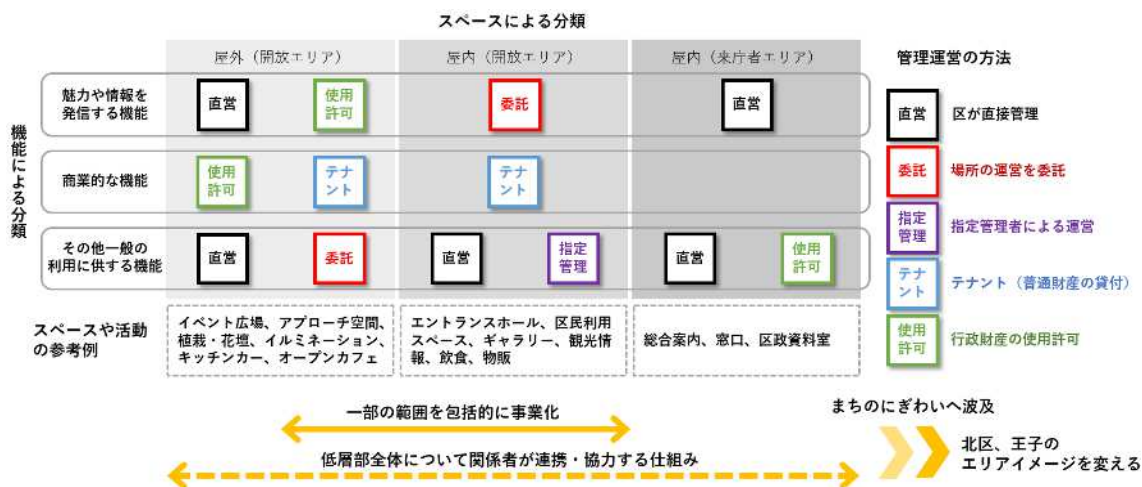 スペースによる分類
屋外（開放エリア）
屋内（開放エリア）
屋内（来庁者エリア）
管理運営の方法
機能による分類
魅力や情報を
発信する機能
直営
使用
許可
委託
直営
商業的な機能
使用
許可
テナ
ント
テナ
ント
その他一般の
利用に供する機能
直営
委託
直営
指定
管理
直営
使用
許可
直営
区が直接管理
委託
場所の運営を委託
指定
管理
指定管理者による運営
テナ
ント
テナント（普通財産の貸付）
使用
許可
行政財産の使用許可
スペースや活動
の参考例
イベント広場、アプローチ空間、
植栽・花壇、イルミネーション、
キッチンカー、オープンカフェ
エントランスホール、区民利用
スペース、ギャラリー、観光情
報、飲食、物販
総合案内、窓口、区政資料室
一部の範囲を包括的に事業化
低層部全体について関係者が連携・協力する仕組み
まちのにぎわいへ波及
北区、王子の
エリアイメージを変える